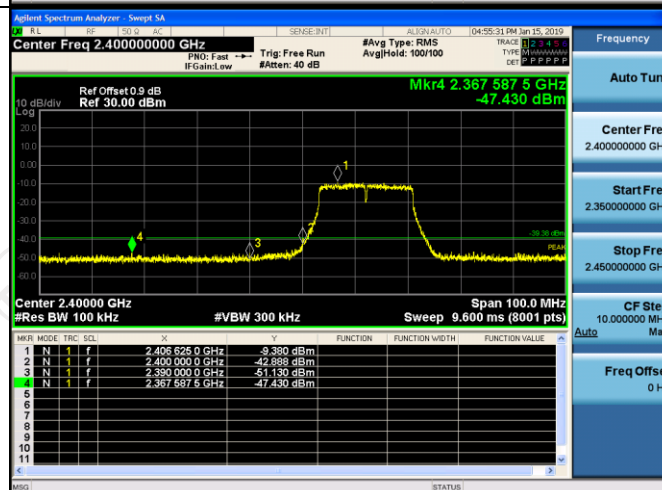 Agilent Spectrum Analyzer - Swept SA
RL RF 50 Ω AC SENSE:INT ALIGN AUTO 04:55:31 PM Jan 15, 2019
Center Freq 2.400000000 GHz
PNO: Fast
IFGain:Low
Trig: Free Run
#Atten: 40 dB
#Avg Type: RMS
Avg|Hold: 100/100
TRACE 1 2 3 4 5 6
TYPE M W W W W W
DET P P P P P P
Ref Offset 0.9 dB
10 dB/div Ref 30.00 dBm
Log
Mkr4 2.367 587 5 GHz
-47.430 dBm
20.0
10.0
0.00
-10.0
-20.0
-30.0
-40.0
-50.0
-60.0
1
2
3
4
-39.38 dBm
PEAK
Center 2.40000 GHz Span 100.0 MHz
#Res BW 100 kHz #VBW 300 kHz Sweep 9.600 ms (8001 pts)
MKR MODE TRC SCL X Y FUNCTION FUNCTION WIDTH FUNCTION VALUE
1 N 1 f 2.406 625 0 GHz -9.380 dBm
2 N 1 f 2.400 000 0 GHz -42.888 dBm
3 N 1 f 2.390 000 0 GHz -51.130 dBm
4 N 1 f 2.367 587 5 GHz -47.430 dBm
5
6
7
8
9
10
11
MSG STATUS
Frequency
Auto Tun
Center Fre
2.400000000 GH
Start Fre
2.350000000 GH
Stop Fre
2.450000000 GH
CF Ste
10.000000 MH
Auto Ma
Freq Offse
0 H